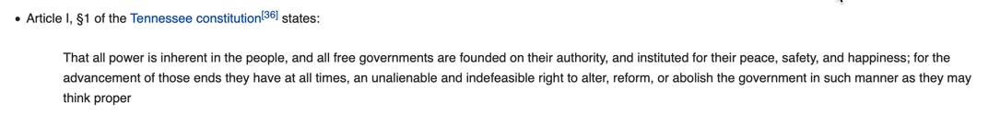 • Article I, §1 of the Tennessee constitution[36] states:
That all power is inherent in the people, and all free governments are founded on their authority, and instituted for their peace, safety, and happiness; for the
advancement of those ends they have at all times, an unalienable and indefeasible right to alter, reform, or abolish the government in such manner as they may
think proper